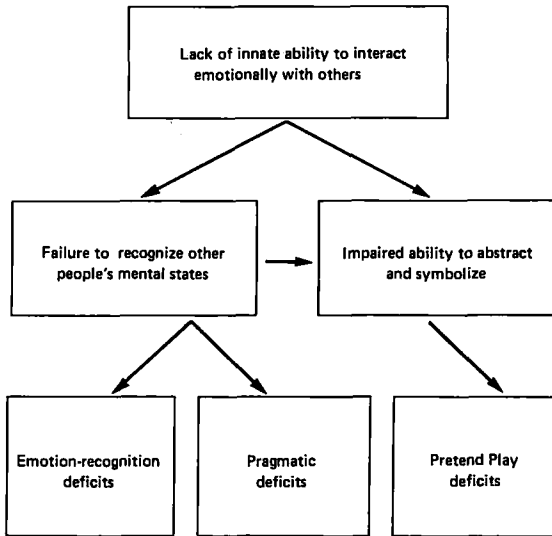 Lack of innate ability to interact
emotionally with others
Failure to recognize other
people's mental states
Impaired ability to abstract
and symbolize
Emotion-recognition
deficits
Pragmatic
deficits
Pretend Play
deficits